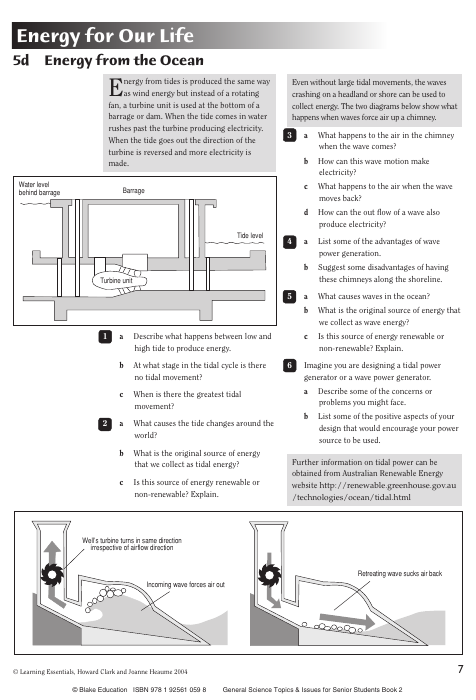 Energy for Our Life
5d Energy from the Ocean
Energy from tides is produced the same way
as wind energy but instead of a rotating
fan, a turbine unit is used at the bottom of a
barrage or dam. When the tide comes in water
rushes past the turbine producing electricity.
When the tide goes out the direction of the
turbine is reversed and more electricity is
made.
Water level
behind barrage
Barrage
Tide level
Turbine unit
1 a Describe what happens between low and
high tide to produce energy.
b At what stage in the tidal cycle is there
no tidal movement?
c When is there the greatest tidal
movement?
2 a What causes the tide changes around the
world?
b What is the original source of energy
that we collect as tidal energy?
c Is this source of energy renewable or
non-renewable? Explain.
Even without large tidal movements, the waves
crashing on a headland or shore can be used to
collect energy. The two diagrams below show what
happens when waves force air up a chimney.
3 a What happens to the air in the chimney
when the wave comes?
b How can this wave motion make
electricity?
c What happens to the air when the wave
moves back?
d How can the out flow of a wave also
produce electricity?
4 a List some of the advantages of wave
power generation.
b Suggest some disadvantages of having
these chimneys along the shoreline.
5 a What causes waves in the ocean?
b What is the original source of energy that
we collect as wave energy?
c Is this source of energy renewable or
non-renewable? Explain.
6 Imagine you are designing a tidal power
generator or a wave power generator.
a Describe some of the concerns or
problems you might face.
b List some of the positive aspects of your
design that would encourage your power
source to be used.
Further information on tidal power can be
obtained from Australian Renewable Energy
website http://renewable.greenhouse.gov.au
/technologies/ocean/tidal.html
Well's turbine turns in same direction
irrespective of airflow direction
Incoming wave forces air out
Retreating wave sucks air back
© Learning Essentials, Howard Clark and Joanne Heaume 2004
7
© Blake Education ISBN 978 1 92561 059 8 General Science Topics & Issues for Senior Students Book 2